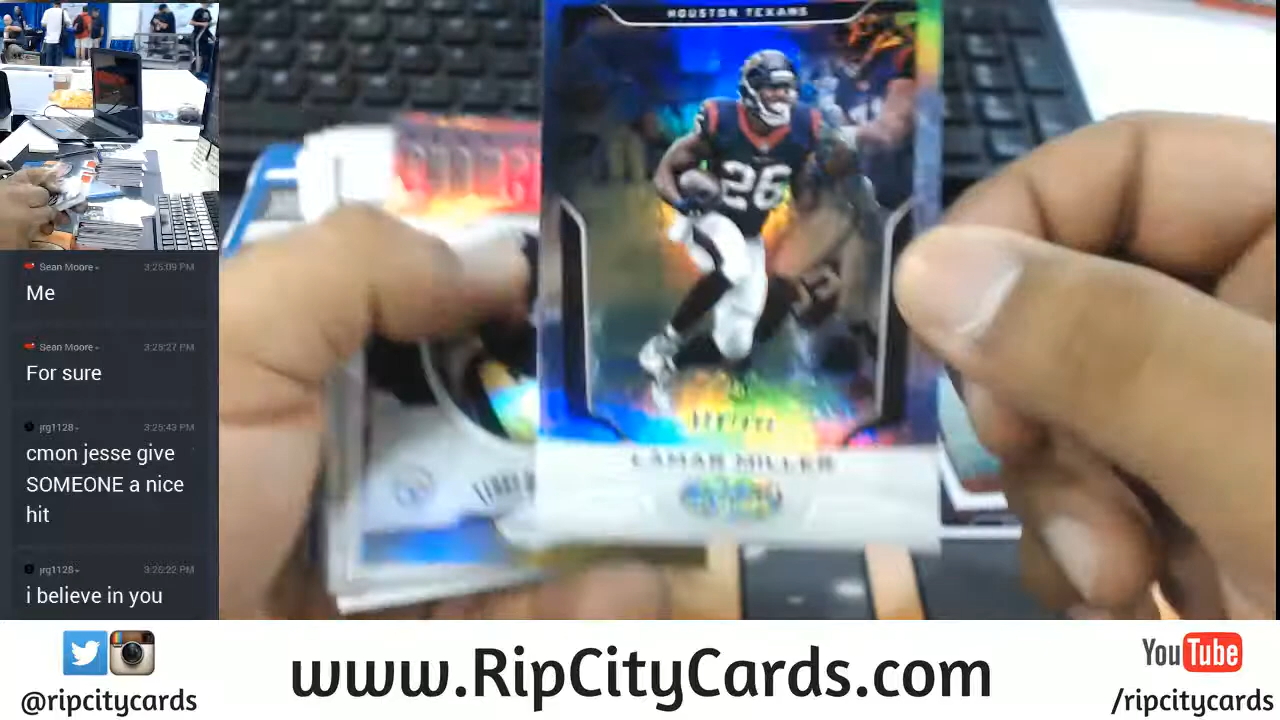 Sean Moore 3:25:09 PM
Me
Sean Moore 3:25:27 PM
For sure
jrg1128 3:25:43 PM
cmon jesse give
SOMEONE a nice
hit
jrg1128 3:26:22 PM
i believe in you
HOUSTON TEXANS
26
LAMAR MILLER
@ripcitycards
www.RipCityCards.com
YouTube
/ripcitycards